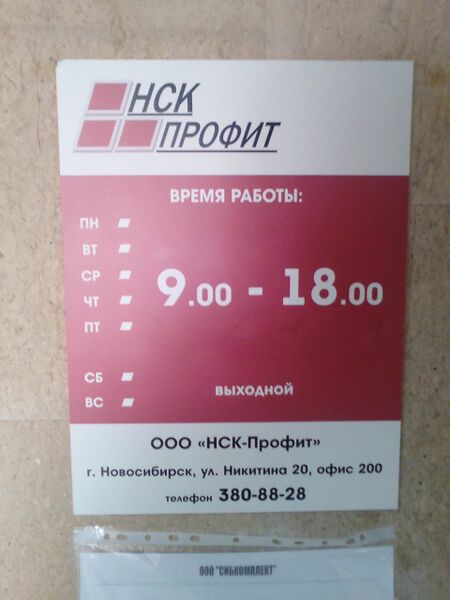 НСК
ПРОФИТ
ВРЕМЯ РАБОТЫ:
ПН
ВТ
СР
ЧТ
ПТ
9.00 - 18.00
СБ
ВС
ВЫХОДНОЙ
ООО «НСК-Профит»
г. Новосибирск, ул. Никитина 20, офис 200
телефон 380-88-28
ООО "СИБКОМПЛЕКТ"